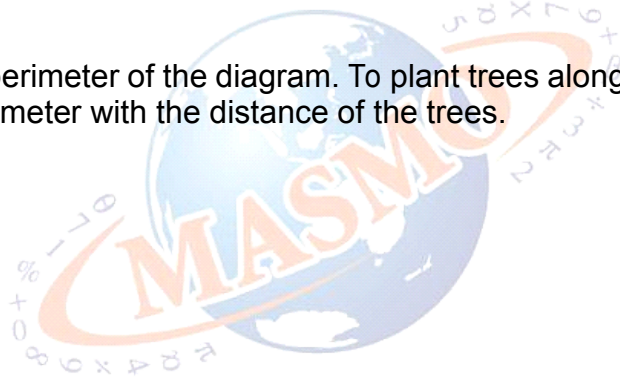 erimeter of the diagram. To plant trees along
meter with the distance of the trees.
MASMO